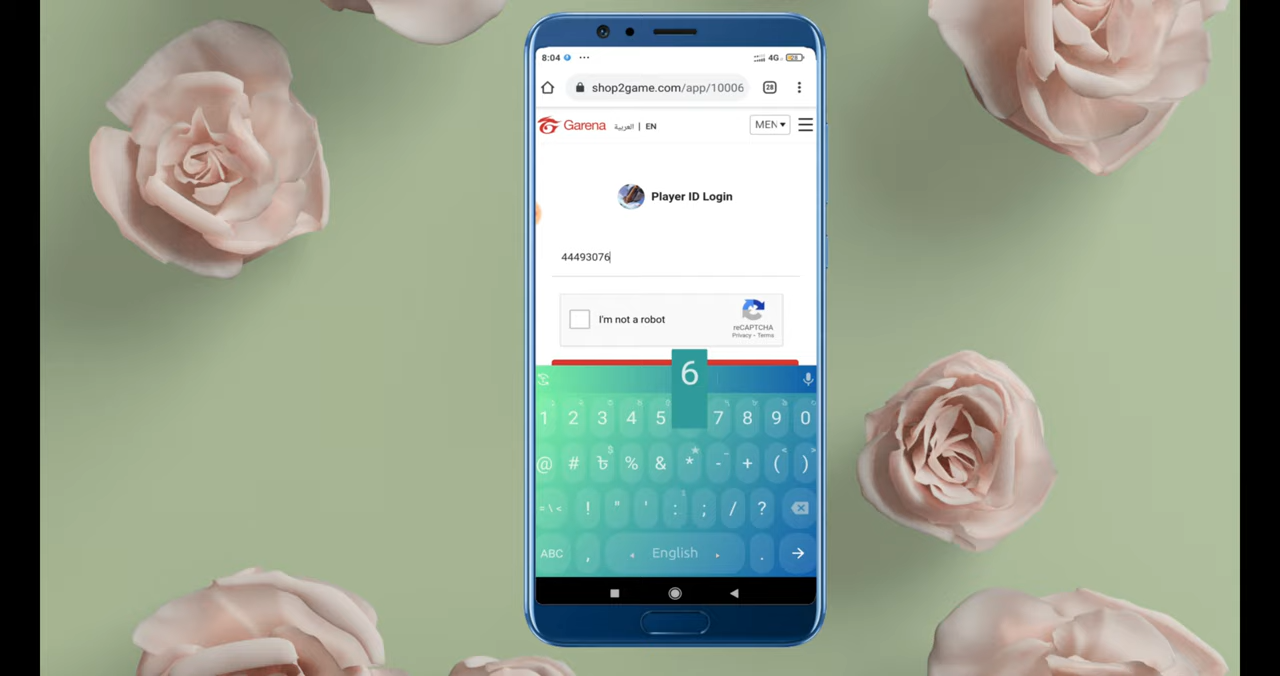 8:04 ... 4G
shop2game.com/app/10006 28
Garena العربية | EN MEN
Player ID Login
44493076
I'm not a robot
reCAPTCHA
Privacy - Terms
6
1 2 3 4 5 7 8 9 0
@ # ৳ % & * - + ( )
= \ < ! " ' : ; / ?
ABC , English .